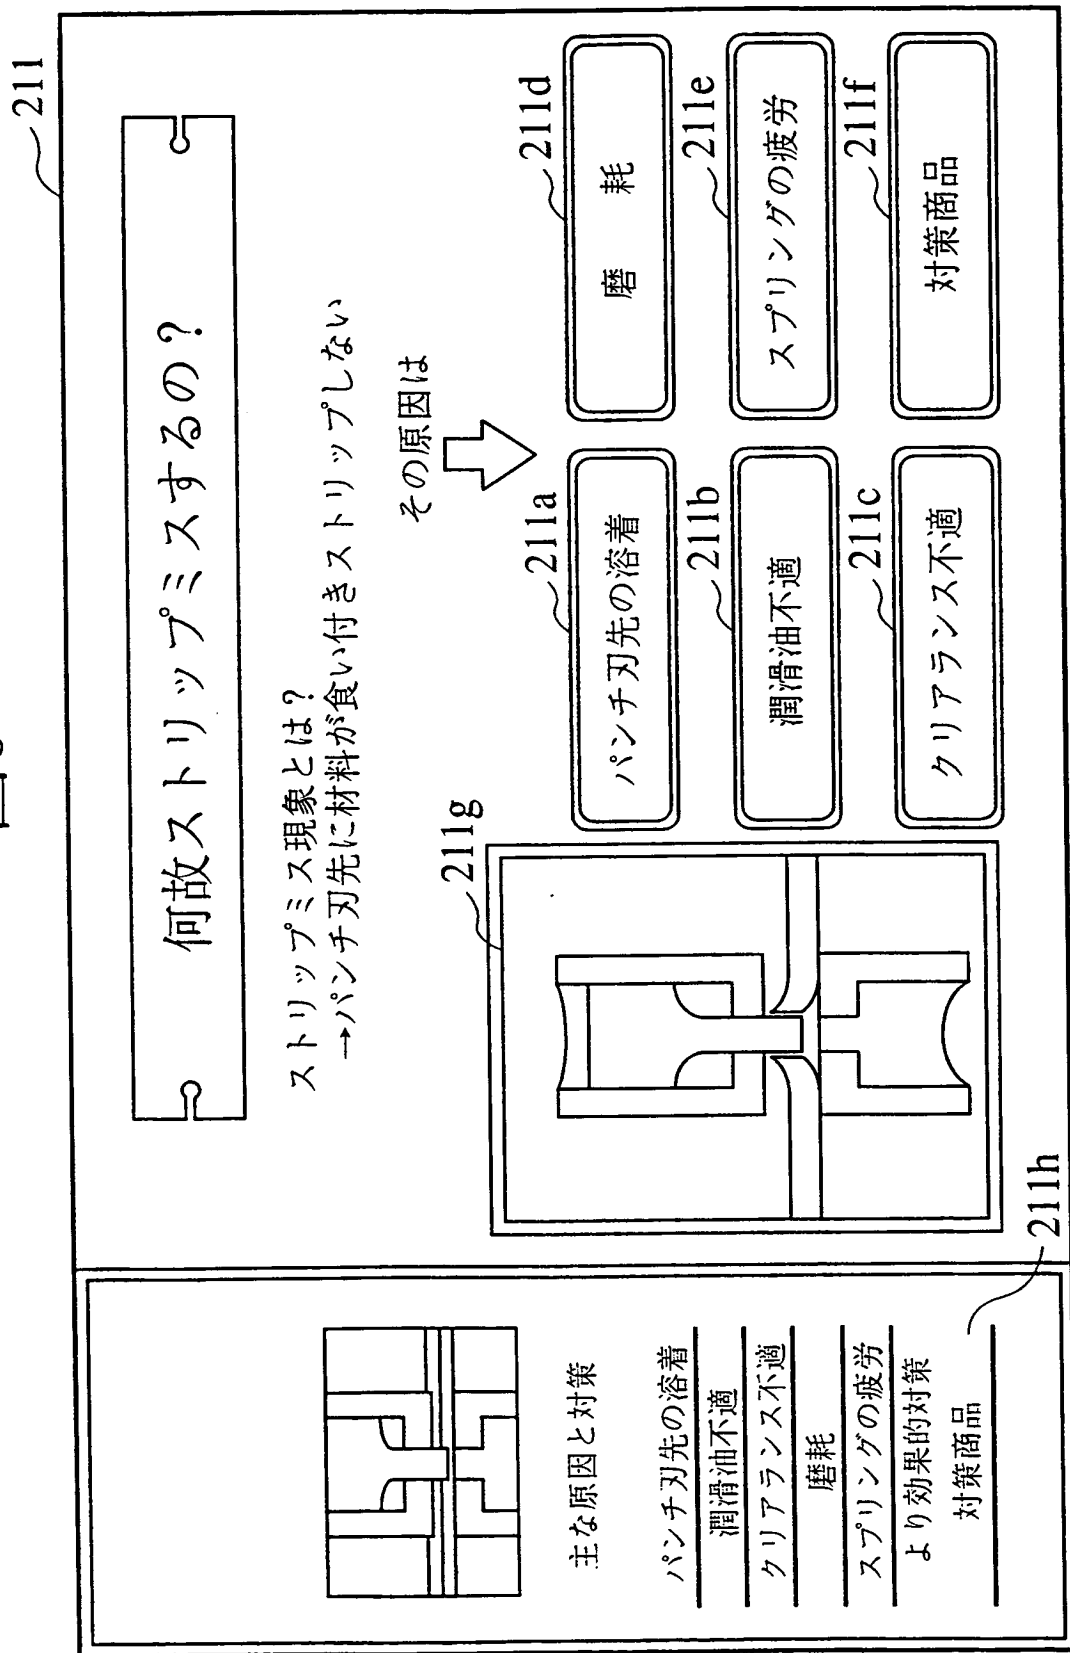 211
何故ストリップミスするの？
ストリップミス現象とは？
→パンチ刃先に材料が食い付きストリップしない
その原因は
211g
211a
パンチ刃先の溶着
211d
磨 耗
211b
潤滑油不適
211e
スプリングの疲労
211c
クリアランス不適
211f
対策商品
主な原因と対策
パンチ刃先の溶着
潤滑油不適
クリアランス不適
磨耗
スプリングの疲労
より効果的対策
対策商品
211h